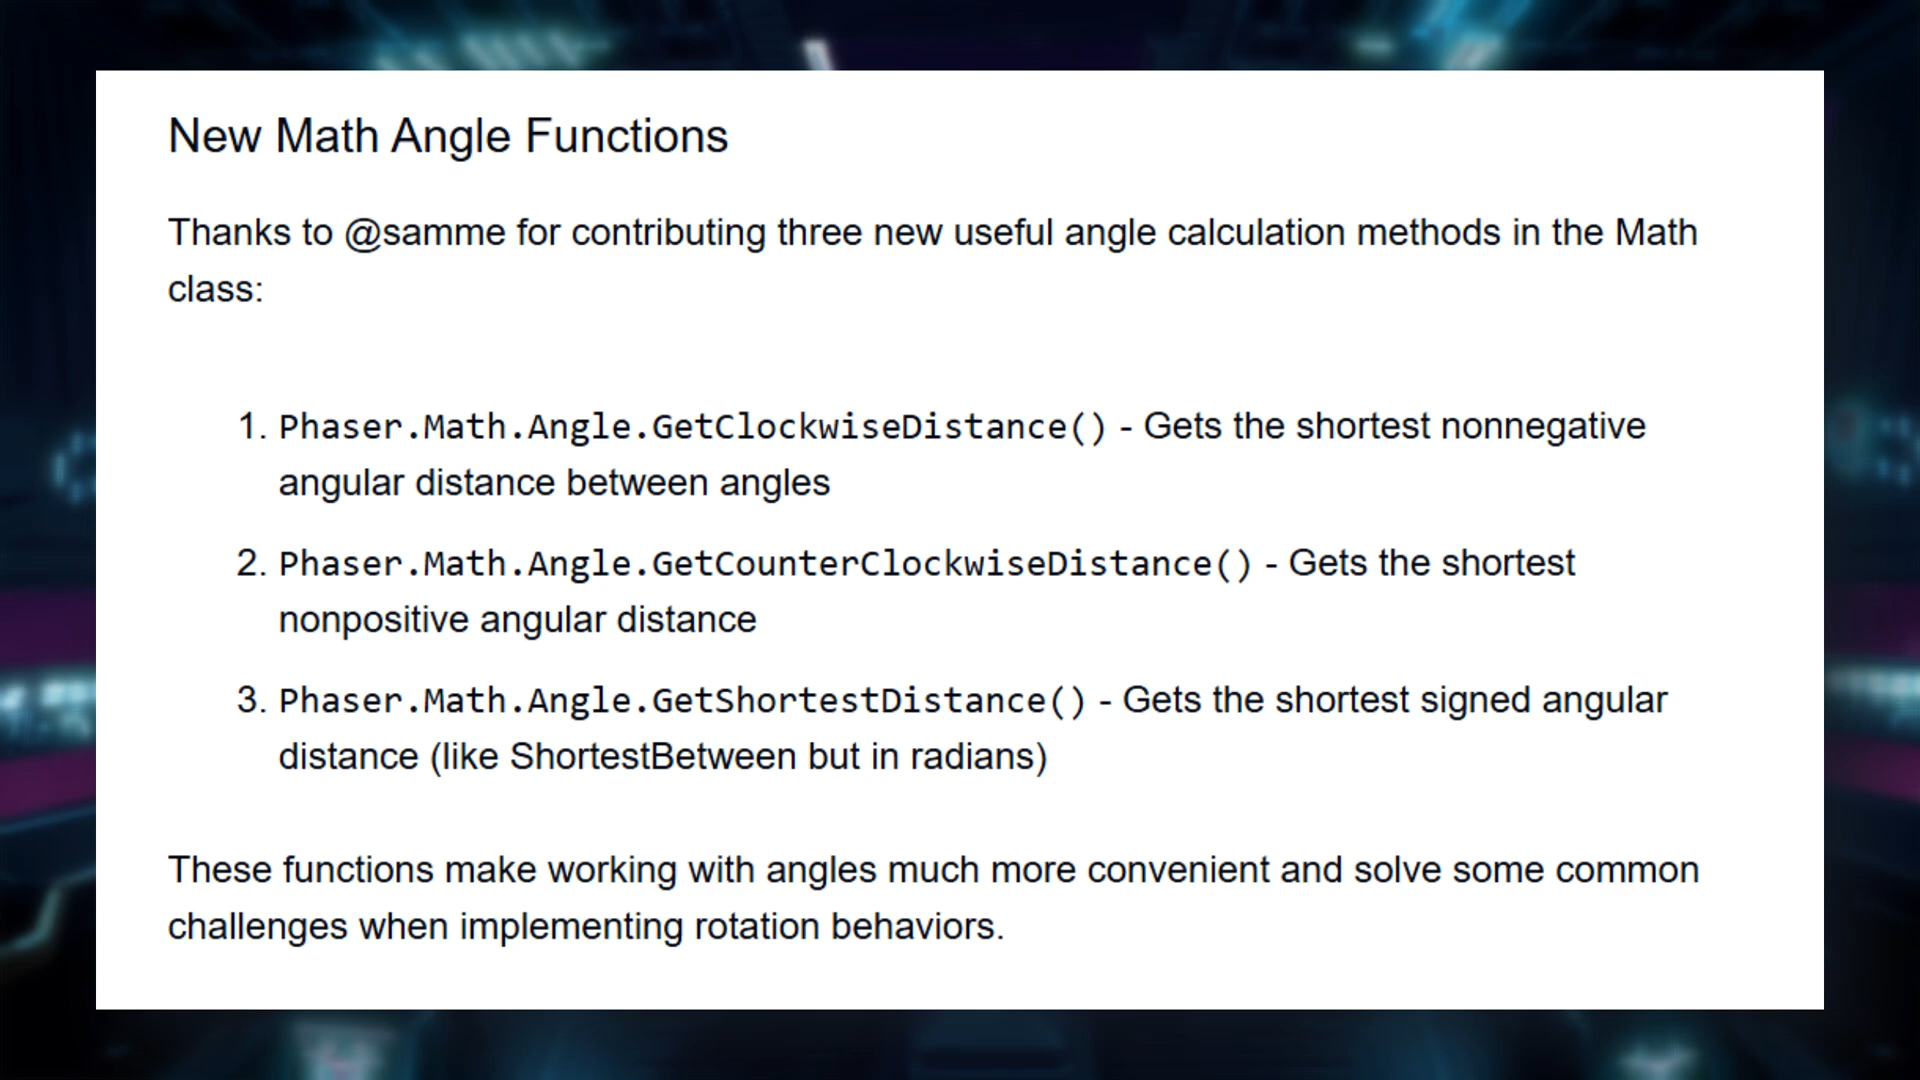 New Math Angle Functions
Thanks to @samme for contributing three new useful angle calculation methods in the Math
class:
1. Phaser.Math.Angle.GetClockwiseDistance() - Gets the shortest nonnegative
angular distance between angles
2. Phaser.Math.Angle.GetCounterClockwiseDistance() - Gets the shortest
nonpositive angular distance
3. Phaser.Math.Angle.GetShortestDistance() - Gets the shortest signed angular
distance (like ShortestBetween but in radians)
These functions make working with angles much more convenient and solve some common
challenges when implementing rotation behaviors.